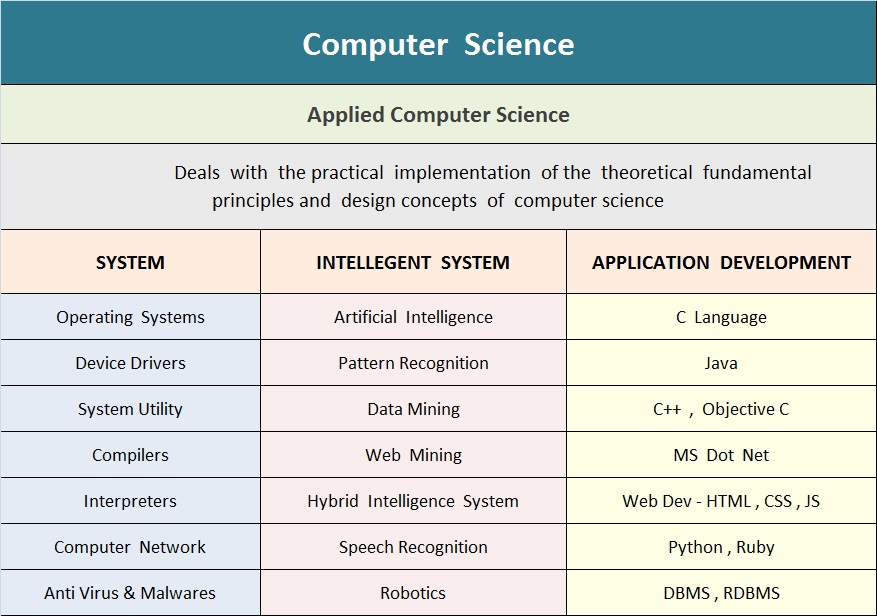 Computer Science
Applied Computer Science
Deals with the practical implementation of the theoretical fundamental
principles and design concepts of computer science
SYSTEM INTELLEGENT SYSTEM APPLICATION DEVELOPMENT
Operating Systems Artificial Intelligence C Language
Device Drivers Pattern Recognition Java
System Utility Data Mining C++ , Objective C
Compilers Web Mining MS Dot Net
Interpreters Hybrid Intelligence System Web Dev - HTML , CSS , JS
Computer Network Speech Recognition Python , Ruby
Anti Virus & Malwares Robotics DBMS , RDBMS